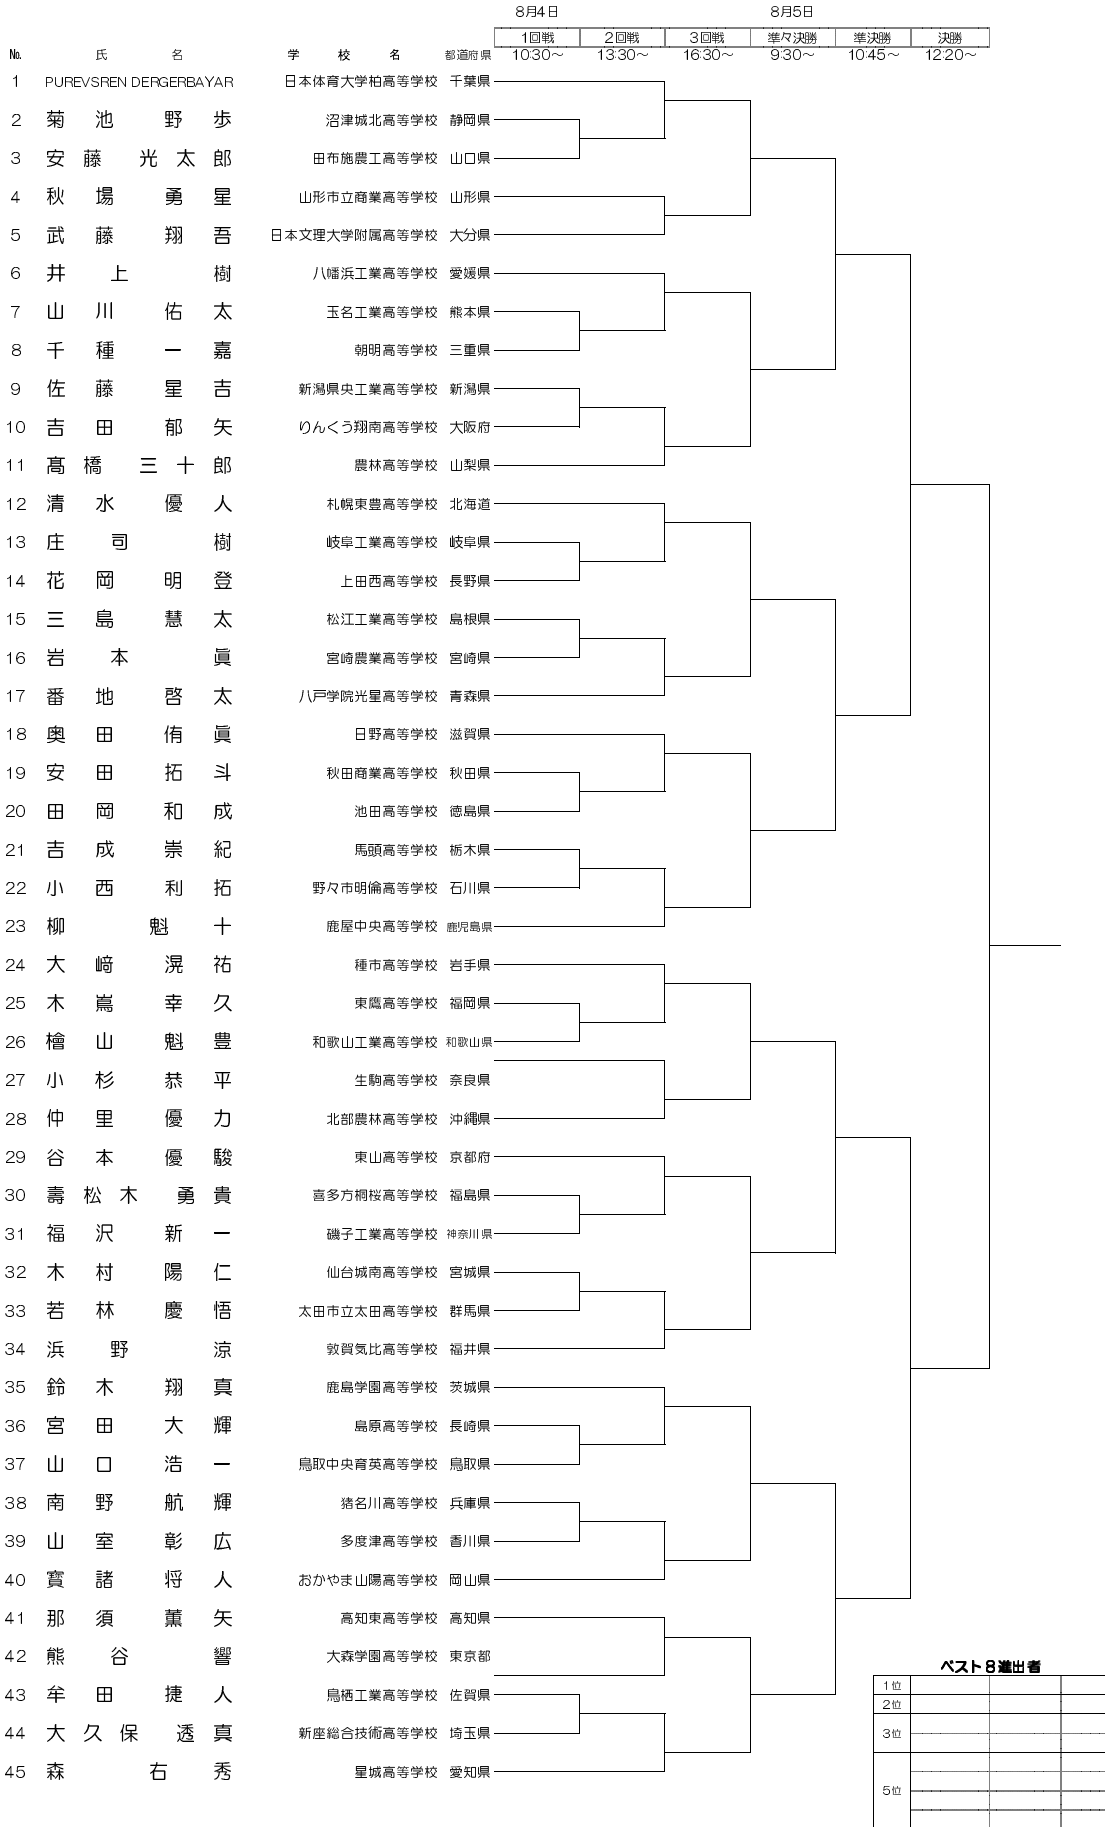 8月4日 8月5日
1回戦 2回戦 3回戦 準々決勝 準決勝 決勝
№ 氏名 学校名 都道府県 10:30～ 13:30～ 16:30～ 9:30～ 10:45～ 12:20～
1 PUREVSREN DERGERBAYAR 日本体育大学柏高等学校 千葉県
2 菊池 野歩 沼津城北高等学校 静岡県
3 安藤 光太郎 田布施農工高等学校 山口県
4 秋場 勇星 山形市立商業高等学校 山形県
5 武藤 翔吾 日本文理大学附属高等学校 大分県
6 井上 樹 八幡浜工業高等学校 愛媛県
7 山川 佑太 玉名工業高等学校 熊本県
8 千種 一嘉 朝明高等学校 三重県
9 佐藤 星吉 新潟県央工業高等学校 新潟県
10 吉田 郁矢 りんくう翔南高等学校 大阪府
11 髙橋 三十郎 農林高等学校 山梨県
12 清水 優人 札幌東豊高等学校 北海道
13 庄司 樹 岐阜工業高等学校 岐阜県
14 花岡 明登 上田西高等学校 長野県
15 三島 慧太 松江工業高等学校 島根県
16 岩本 眞 宮崎農業高等学校 宮崎県
17 番地 啓太 八戸学院光星高等学校 青森県
18 奥田 侑眞 日野高等学校 滋賀県
19 安田 拓斗 秋田商業高等学校 秋田県
20 田岡 和成 池田高等学校 徳島県
21 吉成 崇紀 馬頭高等学校 栃木県
22 小西 利拓 野々市明倫高等学校 石川県
23 柳 魁十 鹿屋中央高等学校 鹿児島県
24 大﨑 滉祐 種市高等学校 岩手県
25 木嶌 幸久 東鷹高等学校 福岡県
26 檜山 魁豊 和歌山工業高等学校 和歌山県
27 小杉 恭平 生駒高等学校 奈良県
28 仲里 優力 北部農林高等学校 沖縄県
29 谷本 優駿 東山高等学校 京都府
30 壽松木 勇貴 喜多方桐桜高等学校 福島県
31 福沢 新一 磯子工業高等学校 神奈川県
32 木村 陽仁 仙台城南高等学校 宮城県
33 若林 慶悟 太田市立太田高等学校 群馬県
34 浜野 涼 敦賀気比高等学校 福井県
35 鈴木 翔真 鹿島学園高等学校 茨城県
36 宮田 大輝 島原高等学校 長崎県
37 山口 浩一 鳥取中央育英高等学校 鳥取県
38 南野 航輝 猪名川高等学校 兵庫県
39 山室 彰広 多度津高等学校 香川県
40 寳諸 将人 おかやま山陽高等学校 岡山県
41 那須 薫矢 高知東高等学校 高知県
42 熊谷 響 大森学園高等学校 東京都
43 牟田 捷人 鳥栖工業高等学校 佐賀県
44 大久保 透真 新座総合技術高等学校 埼玉県
45 森 右秀 星城高等学校 愛知県
ベスト8進出者
1位
2位
3位
5位